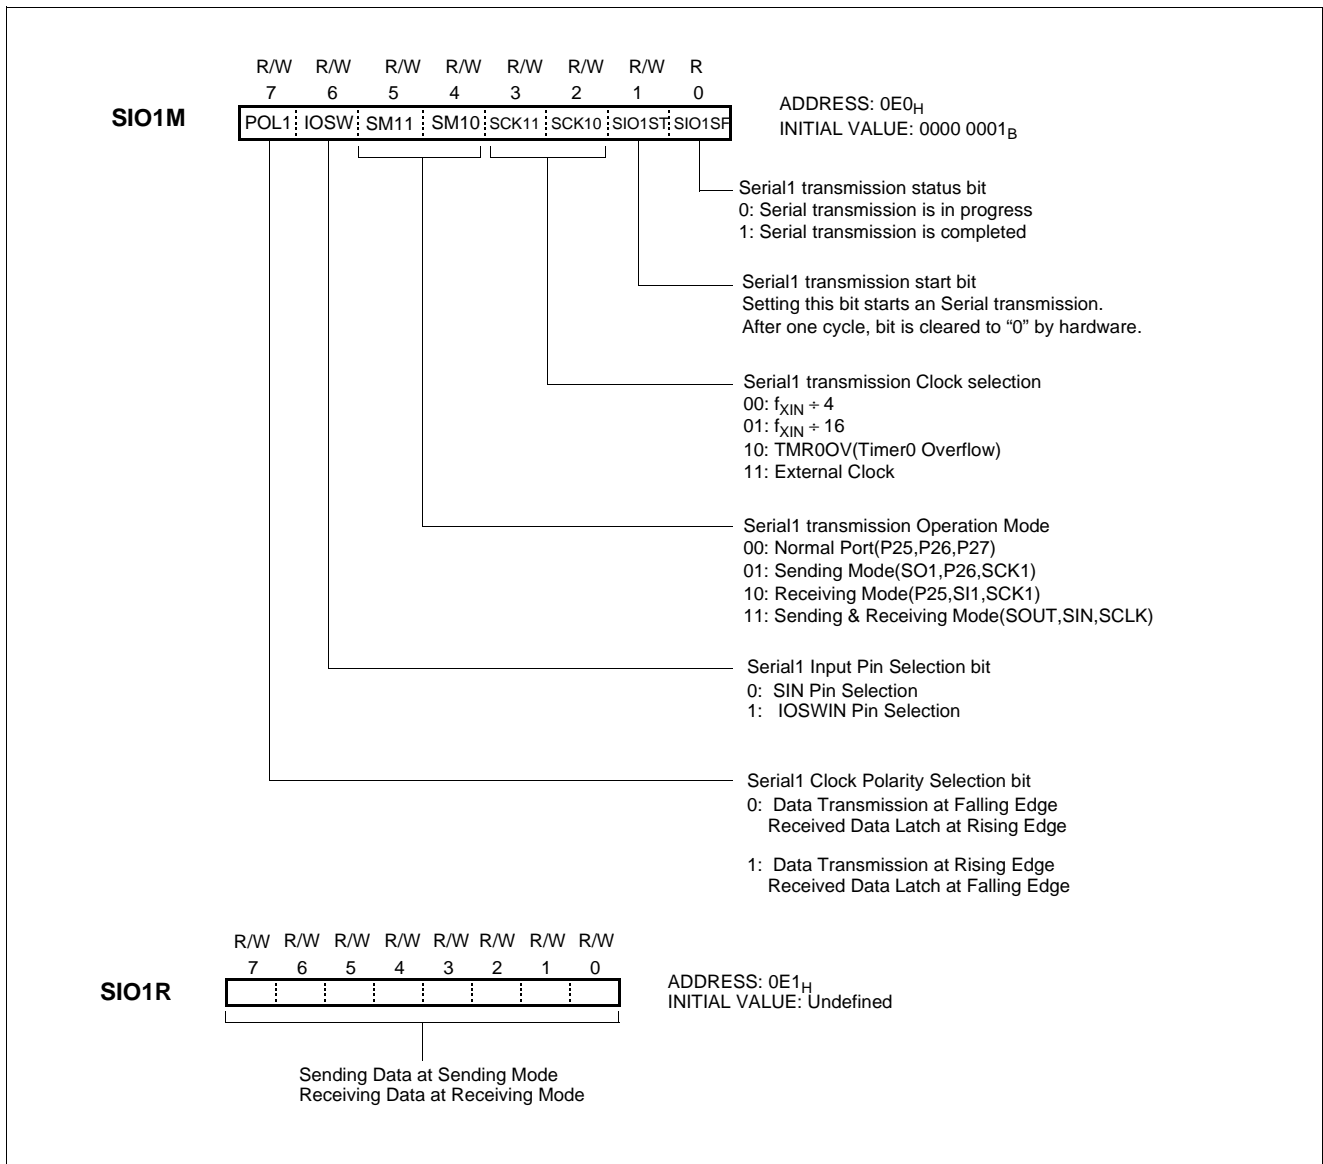 R/W R/W R/W R/W R/W R/W R/W R
7 6 5 4 3 2 1 0
SIO1M
POL1 IOSW SM11 SM10 SCK11 SCK10 SIO1ST SIO1SF
ADDRESS: 0E0H
INITIAL VALUE: 0000 0001B
Serial1 transmission status bit
0: Serial transmission is in progress
1: Serial transmission is completed
Serial1 transmission start bit
Setting this bit starts an Serial transmission.
After one cycle, bit is cleared to “0” by hardware.
Serial1 transmission Clock selection
00: fXIN ÷ 4
01: fXIN ÷ 16
10: TMR0OV(Timer0 Overflow)
11: External Clock
Serial1 transmission Operation Mode
00: Normal Port(P25,P26,P27)
01: Sending Mode(SO1,P26,SCK1)
10: Receiving Mode(P25,SI1,SCK1)
11: Sending & Receiving Mode(SOUT,SIN,SCLK)
Serial1 Input Pin Selection bit
0: SIN Pin Selection
1: IOSWIN Pin Selection
Serial1 Clock Polarity Selection bit
0: Data Transmission at Falling Edge
Received Data Latch at Rising Edge
1: Data Transmission at Rising Edge
Received Data Latch at Falling Edge
R/W R/W R/W R/W R/W R/W R/W R/W
7 6 5 4 3 2 1 0
SIO1R
ADDRESS: 0E1H
INITIAL VALUE: Undefined
Sending Data at Sending Mode
Receiving Data at Receiving Mode